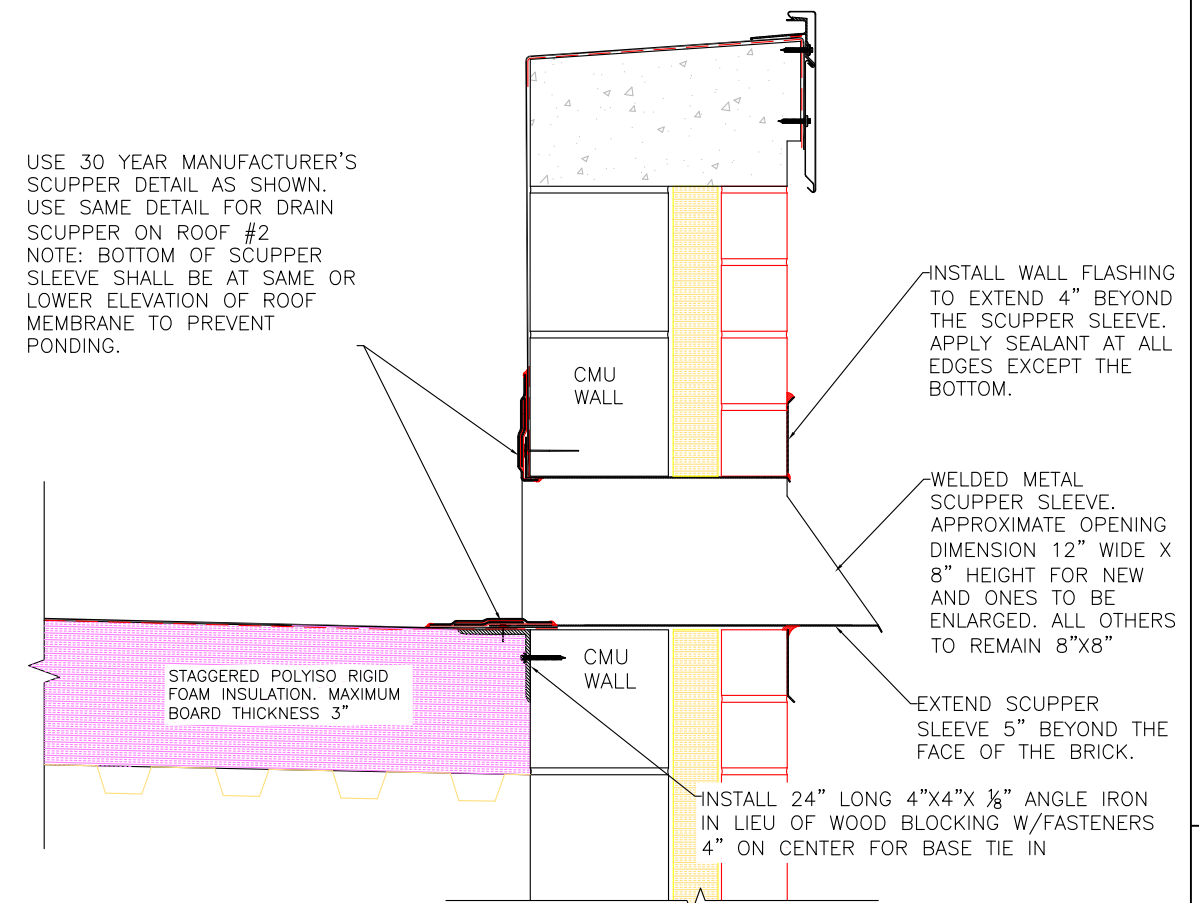 USE 30 YEAR MANUFACTURER'S
SCUPPER DETAIL AS SHOWN.
USE SAME DETAIL FOR DRAIN
SCUPPER ON ROOF #2
NOTE: BOTTOM OF SCUPPER
SLEEVE SHALL BE AT SAME OR
LOWER ELEVATION OF ROOF
MEMBRANE TO PREVENT
PONDING.
INSTALL WALL FLASHING
TO EXTEND 4" BEYOND
THE SCUPPER SLEEVE.
APPLY SEALANT AT ALL
EDGES EXCEPT THE
BOTTOM.
CMU
WALL
WELDED METAL
SCUPPER SLEEVE.
APPROXIMATE OPENING
DIMENSION 12" WIDE X
8" HEIGHT FOR NEW
AND ONES TO BE
ENLARGED. ALL OTHERS
TO REMAIN 8"X8"
CMU
WALL
STAGGERED POLYISO RIGID
FOAM INSULATION. MAXIMUM
BOARD THICKNESS 3"
EXTEND SCUPPER
SLEEVE 5" BEYOND THE
FACE OF THE BRICK.
INSTALL 24" LONG 4"X4"X ⅛" ANGLE IRON
IN LIEU OF WOOD BLOCKING W/FASTENERS
4" ON CENTER FOR BASE TIE IN